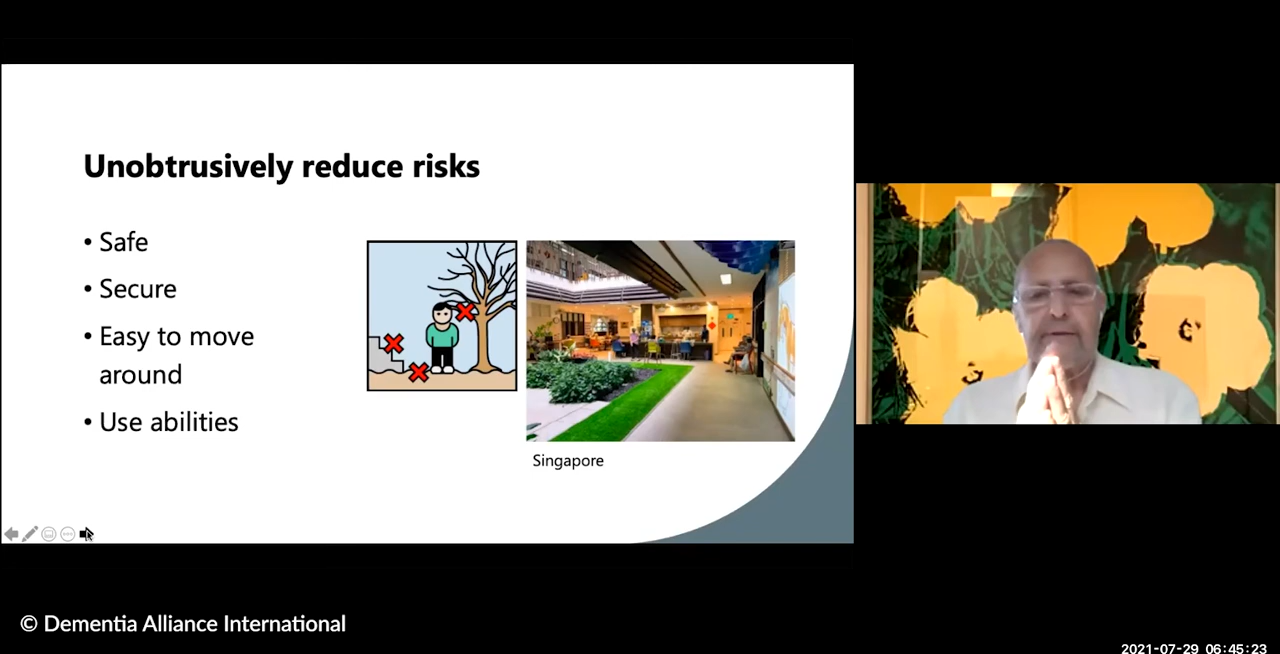 Unobtrusively reduce risks
• Safe
• Secure
• Easy to move
around
• Use abilities
Singapore
© Dementia Alliance International
2021-07-29 06:45:23